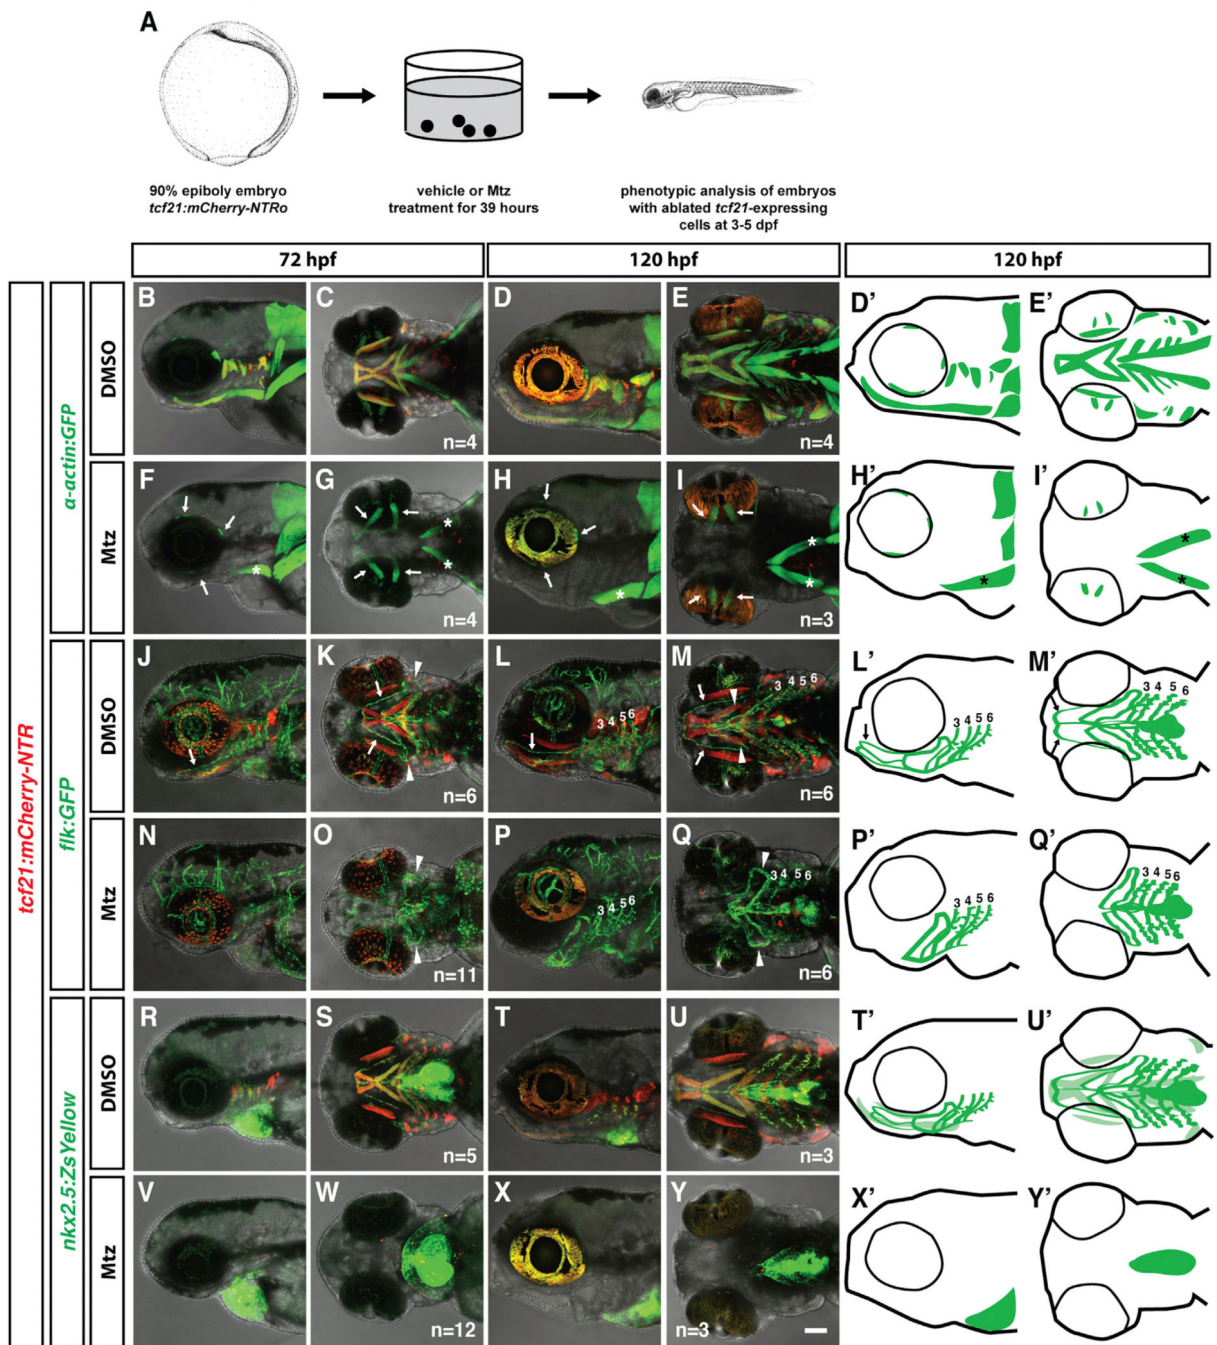 A
90% epiboly embryo
tcf21:mCherry-NTRo
vehicle or Mtz
treatment for 39 hours
phenotypic analysis of embryos
with ablated tcf21-expressing
cells at 3-5 dpf
72 hpf
120 hpf
120 hpf
tcf21:mCherry-NTR
α-actin:GFP
DMSO
B
C
n=4
D
E
n=4
D’
E’
Mtz
F
*
G
*
*
n=4
H
*
I
*
*
n=3
H’
*
I’
*
*
flk:GFP
DMSO
J
K
n=6
L
3 4 5 6
M
3 4 5 6
n=6
L’
3 4 5 6
M’
3 4 5 6
Mtz
N
O
n=11
P
3 4 5 6
Q
3 4 5 6
n=6
P’
3 4 5 6
Q’
3 4 5 6
nkx2.5:ZsYellow
DMSO
R
S
n=5
T
U
n=3
T’
U’
Mtz
V
W
n=12
X
Y
n=3
X’
Y’